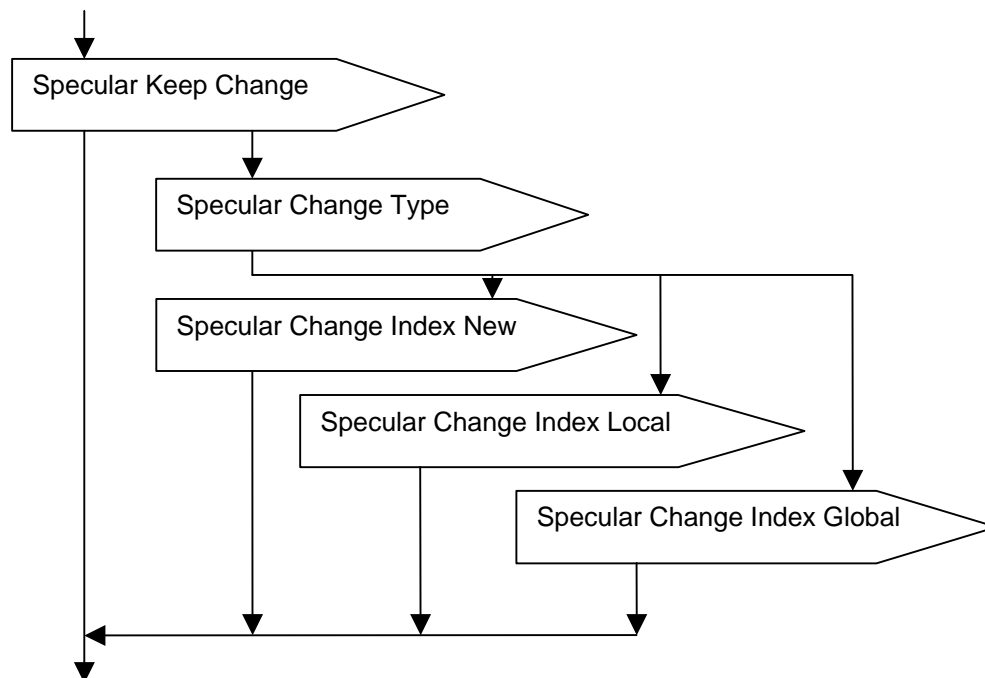 Specular Keep Change
Specular Change Type
Specular Change Index New
Specular Change Index Local
Specular Change Index Global